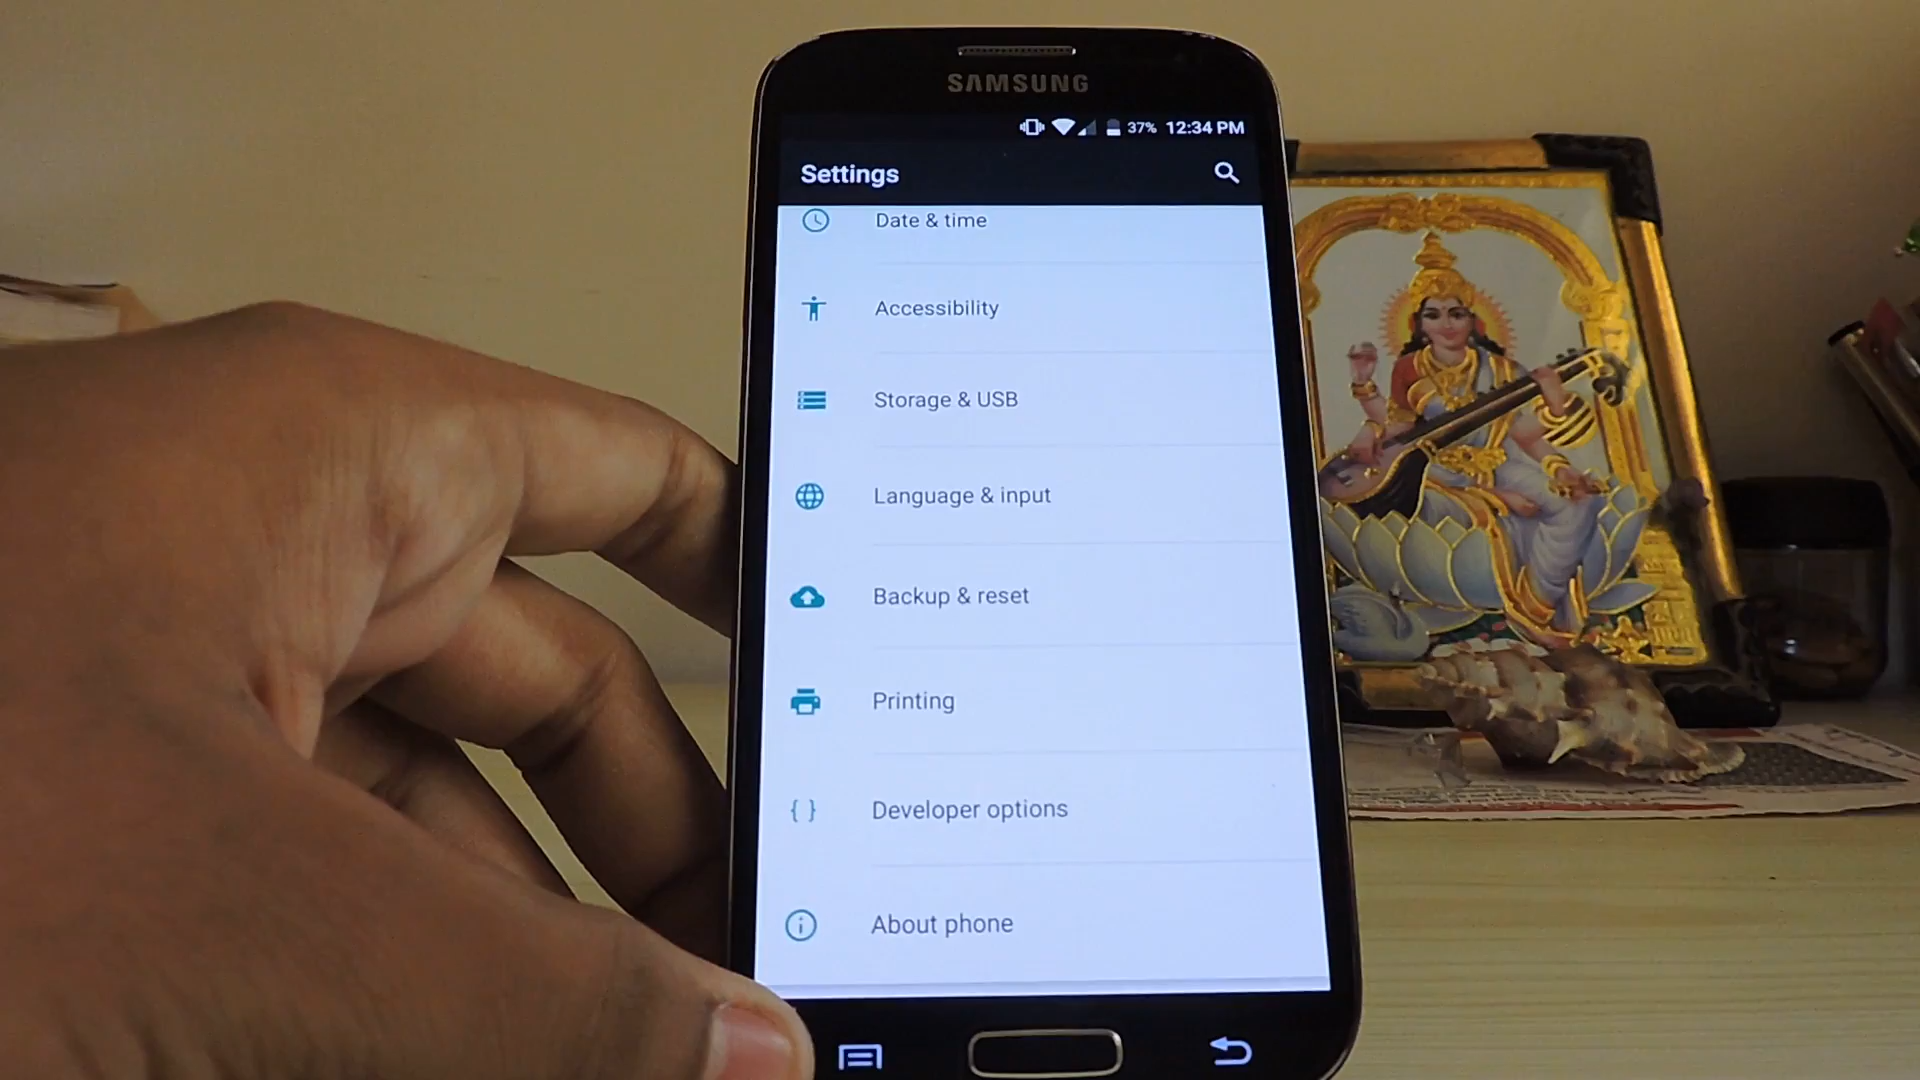 SAMSUNG
37% 12:34 PM
Settings
Date & time
Accessibility
Storage & USB
Language & input
Backup & reset
Printing
{ } Developer options
About phone